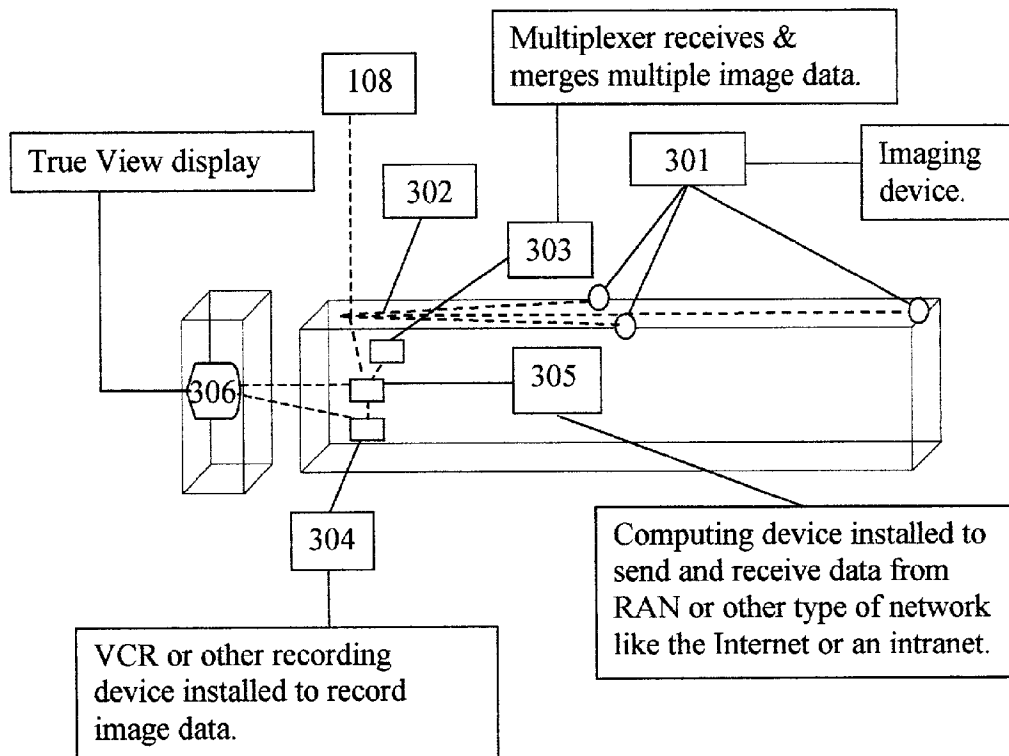 Multiplexer receives &
merges multiple image data.
108
True View display
301
Imaging
device.
302
303
306
305
304
Computing device installed to
send and receive data from
RAN or other type of network
like the Internet or an intranet.
VCR or other recording
device installed to record
image data.